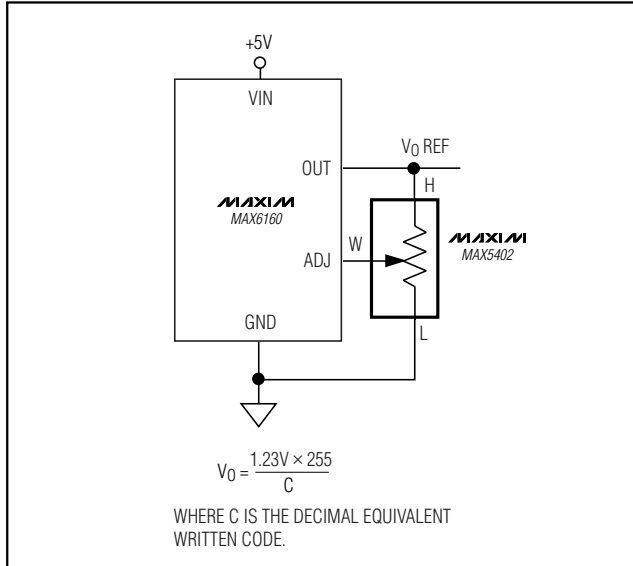 +5V
VIN
V0 REF
OUT
H
MAXIM
MAX6160
W
MAXIM
MAX5402
ADJ
GND
L
V0 = 1.23V × 255
C
WHERE C IS THE DECIMAL EQUIVALENT
WRITTEN CODE.